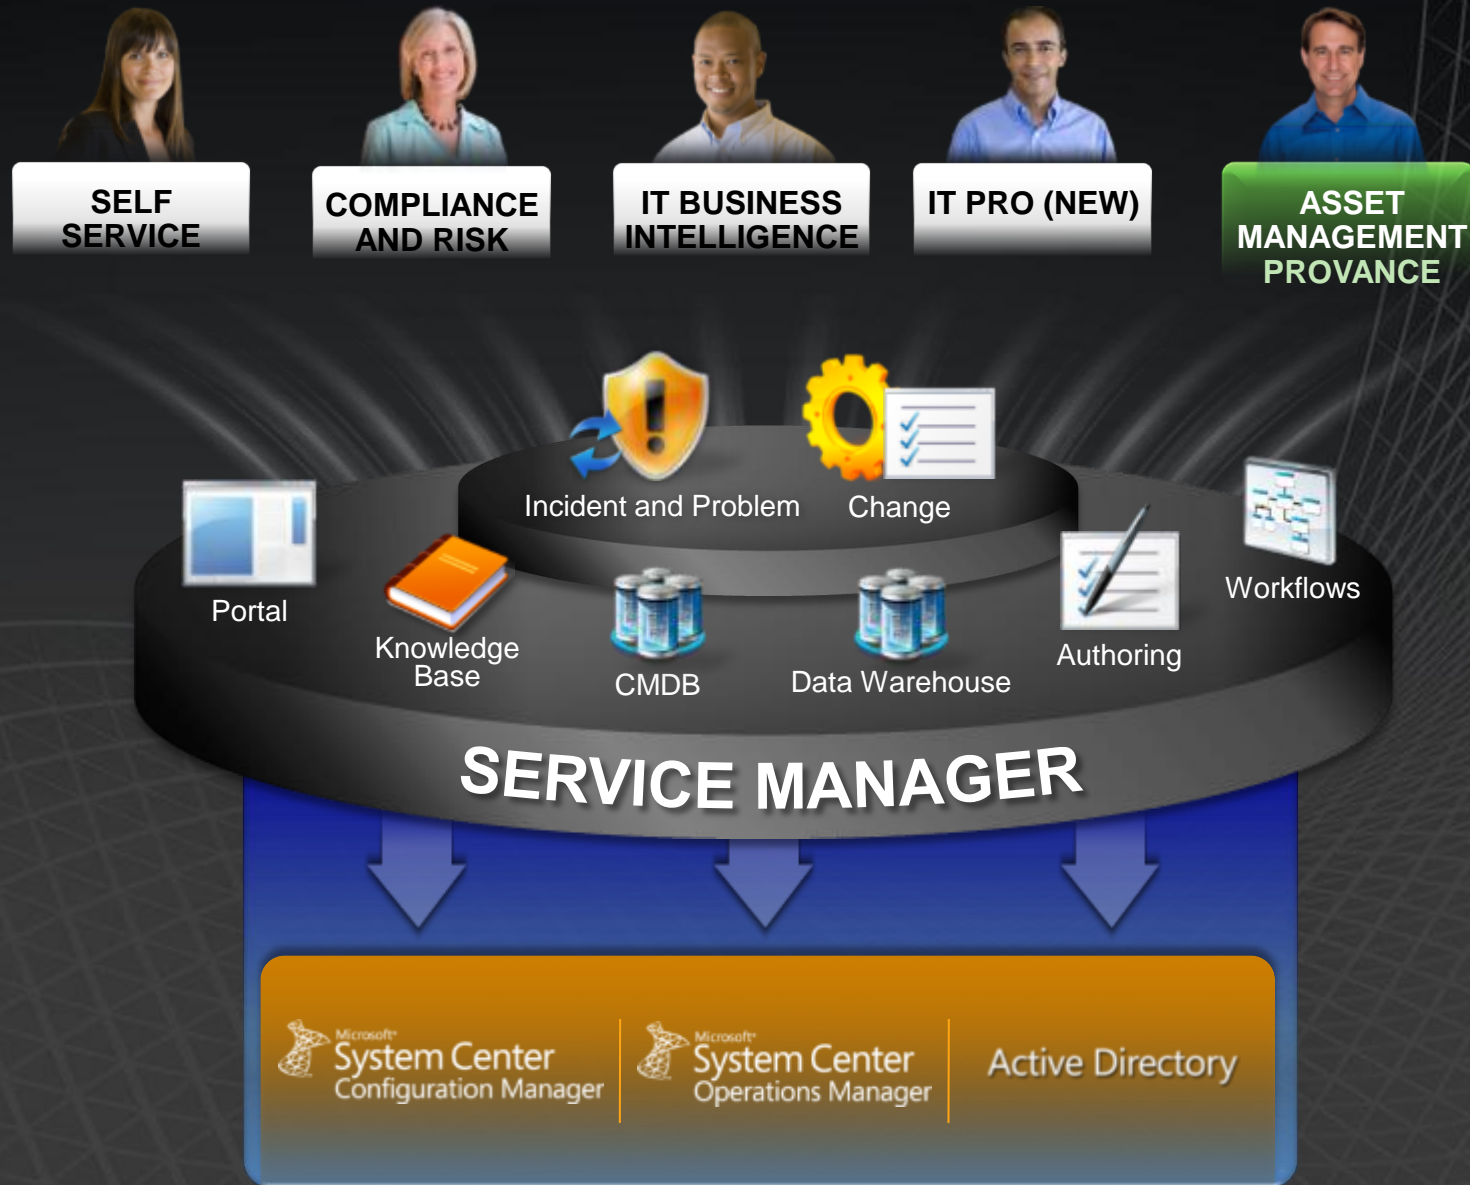 SELF
SERVICE
COMPLIANCE
AND RISK
IT BUSINESS
INTELLIGENCE
IT PRO (NEW)
ASSET
MANAGEMENT
PROVANCE
Incident and Problem
Change
Portal
Knowledge
Base
CMDB
Data Warehouse
Authoring
Workflows
SERVICE MANAGER
Microsoft
System Center
Configuration Manager
Microsoft
System Center
Operations Manager
Active Directory